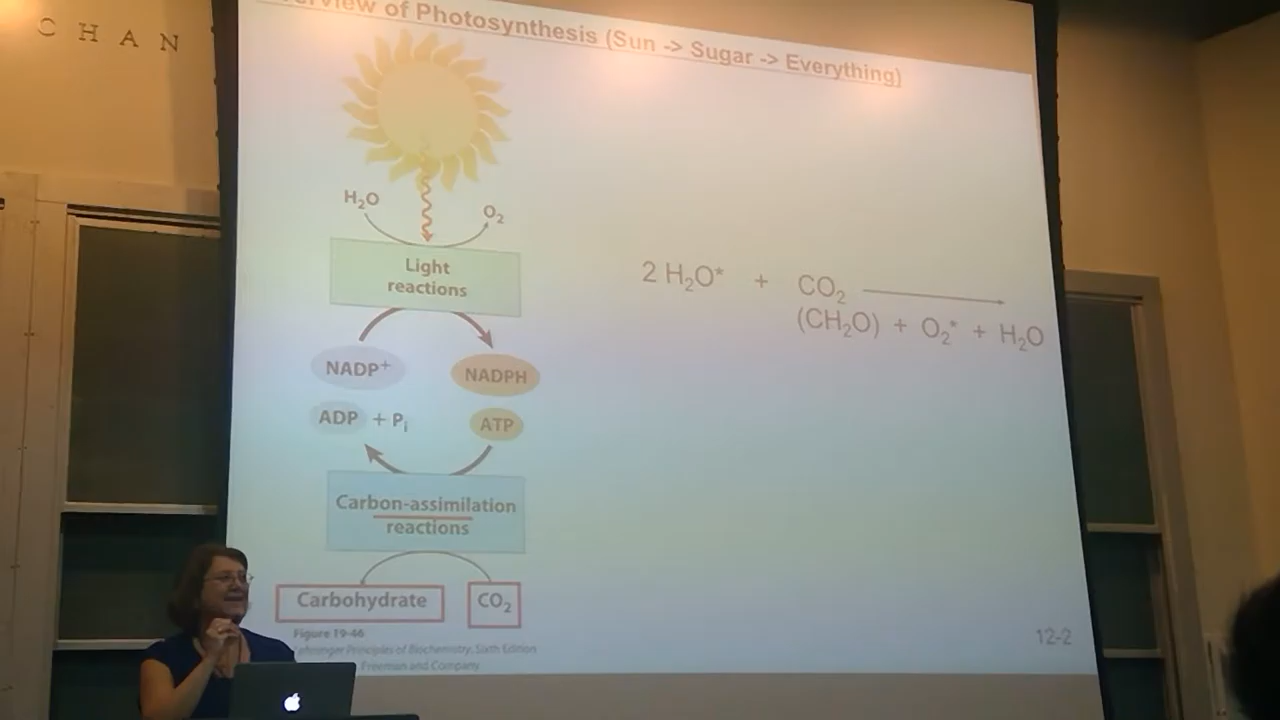 CHAN
of Photosynthesis (Sun -> Sugar -> Everything)
H₂O
O₂
Light
reactions
2 H₂O* + CO₂
(CH₂O) + O₂* + H₂O
NADP⁺
NADPH
ADP + Pᵢ
ATP
Carbon-assimilation
reactions
Carbohydrate
CO₂
Figure 19-46
Principles of Biochemistry, Sixth Edition
Freeman and Company
12-2